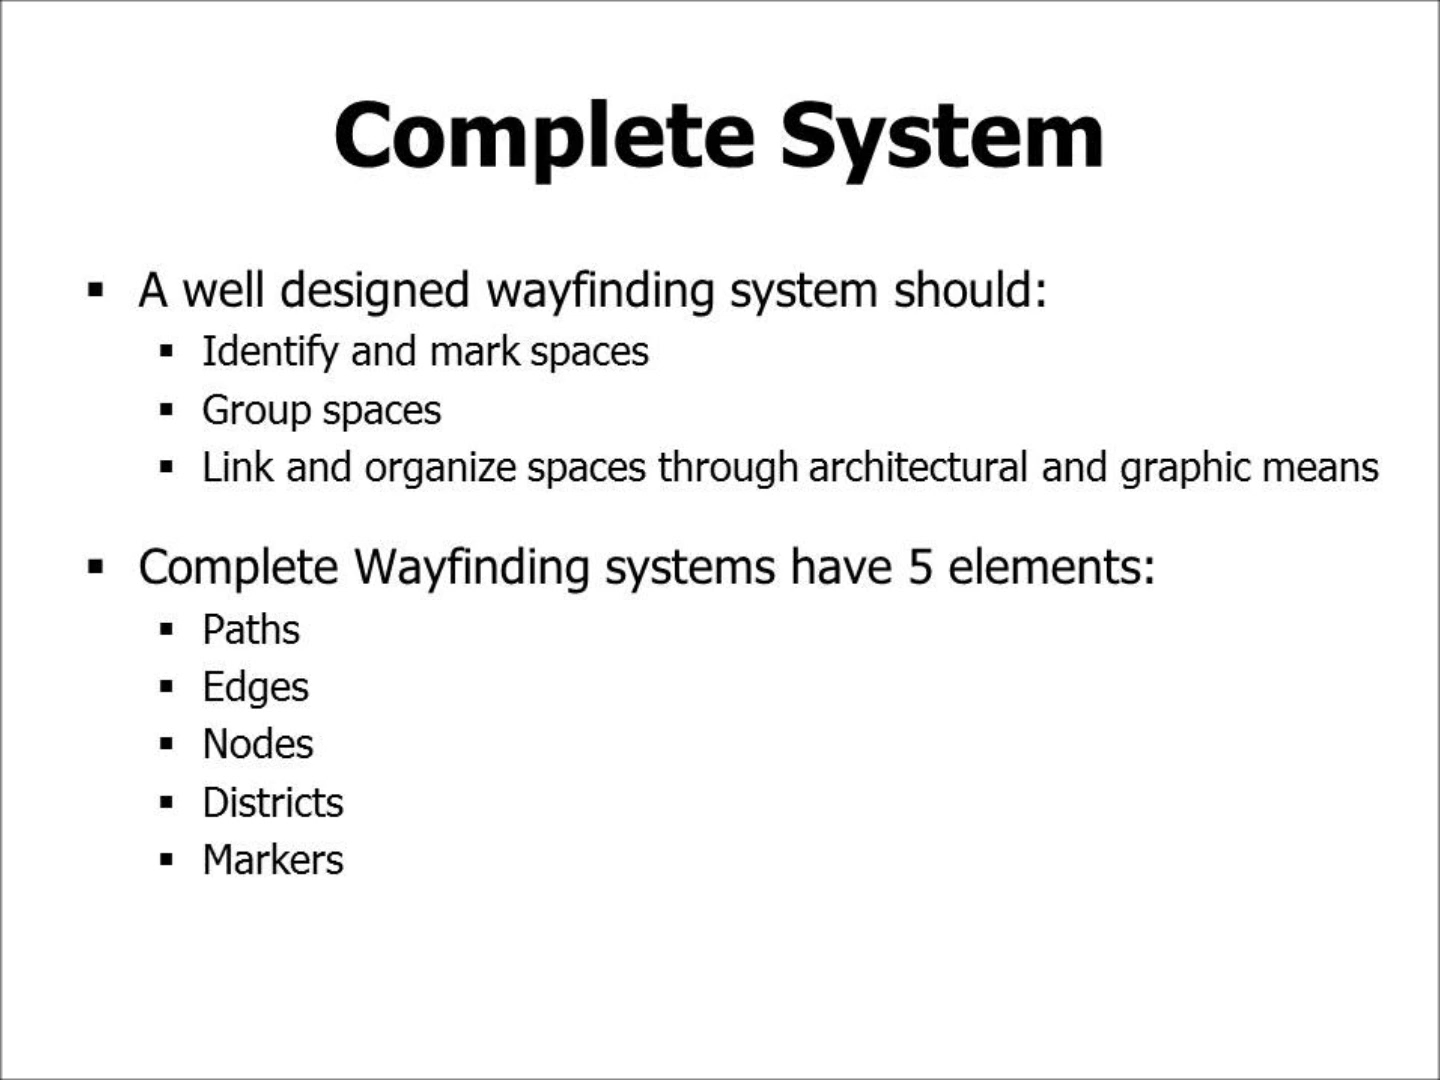 Complete System
▪ A well designed wayfinding system should:
▪ Identify and mark spaces
▪ Group spaces
▪ Link and organize spaces through architectural and graphic means
▪ Complete Wayfinding systems have 5 elements:
▪ Paths
▪ Edges
▪ Nodes
▪ Districts
▪ Markers